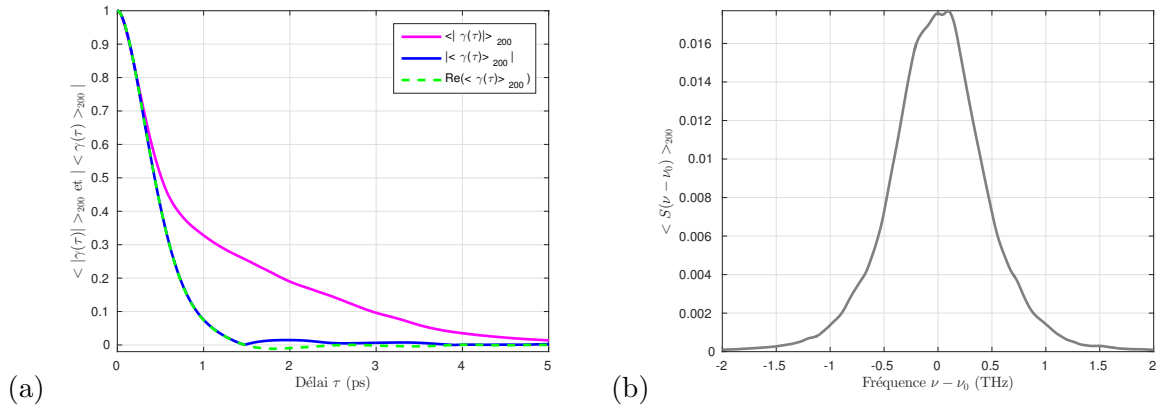 < |γ(τ)| >200 et | < γ(τ) >200 |
1
0.9
0.8
0.7
0.6
0.5
0.4
0.3
0.2
0.1
0
<| γ(τ)|> 200
|< γ(τ)> 200 |
Re(< γ(τ)> 200 )
0 1 2 3 4 5
Délai τ (ps)
(a)
< S(ν − ν0) >200
0.016
0.014
0.012
0.01
0.008
0.006
0.004
0.002
0
-2 -1.5 -1 -0.5 0 0.5 1 1.5 2
Fréquence ν − ν0 (THz)
(b)